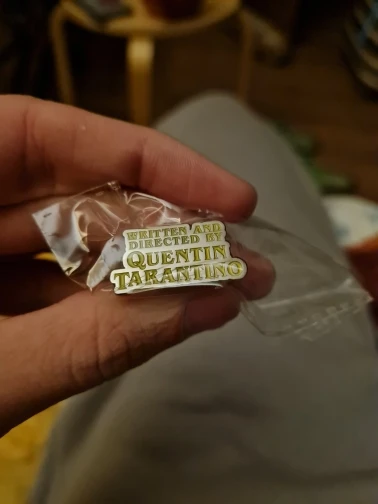 WRITTEN AND
DIRECTED BY
QUENTIN
TARANTINO